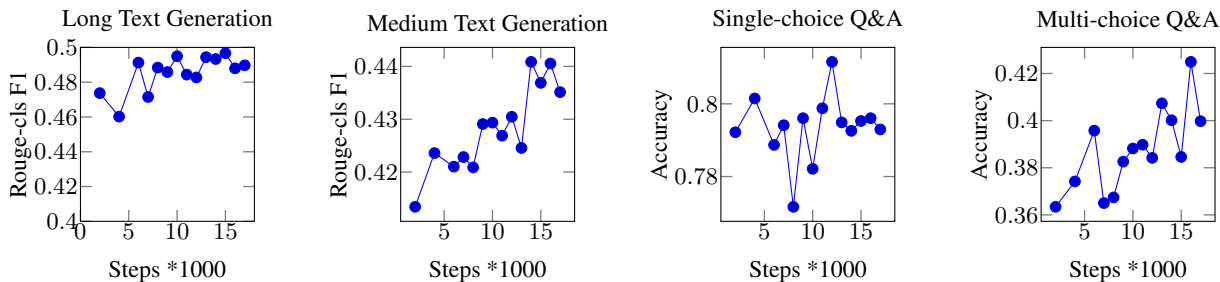 Long Text Generation
Rouge-cls F1
0.5
0.48
0.46
0.44
0.42
0.4
0 5 10 15
Steps *1000
Medium Text Generation
Rouge-cls F1
0.44
0.43
0.42
5 10 15
Steps *1000
Single-choice Q&A
Accuracy
0.8
0.78
5 10 15
Steps *1000
Multi-choice Q&A
Accuracy
0.42
0.4
0.38
0.36
5 10 15
Steps *1000